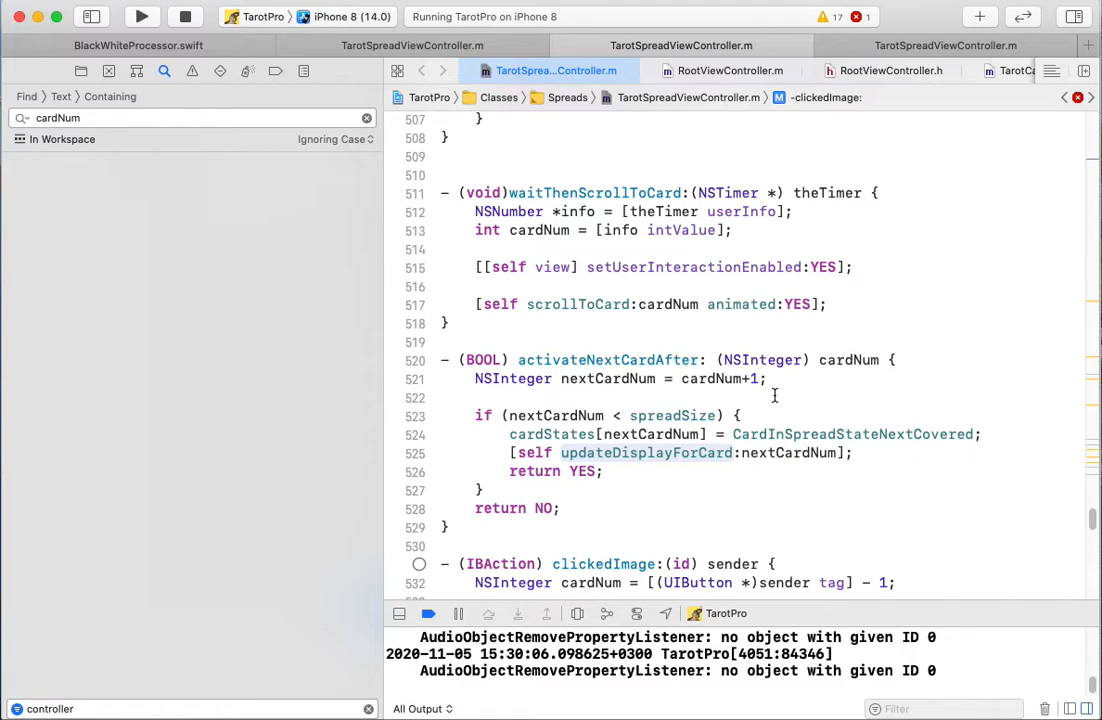 TarotPro › iPhone 8 (14.0)
Running TarotPro on iPhone 8
17
1
BlackWhiteProcessor.swift
TarotSpreadViewController.m
TarotSpreadViewController.m
TarotSpreadViewController.m
TarotSprea...Controller.m
RootViewController.m
RootViewController.h
TarotCa
Find › Text › Containing
TarotPro › Classes › Spreads › TarotSpreadViewController.m › M -clickedImage:
cardNum
In Workspace
Ignoring Case
507 }
508 }
509
510
511 - (void)waitThenScrollToCard:(NSTimer *) theTimer {
512 NSNumber *info = [theTimer userInfo];
513 int cardNum = [info intValue];
514
515 [[self view] setUserInteractionEnabled:YES];
516
517 [self scrollToCard:cardNum animated:YES];
518 }
519
520 - (BOOL) activateNextCardAfter: (NSInteger) cardNum {
521 NSInteger nextCardNum = cardNum+1;
522
523 if (nextCardNum < spreadSize) {
524 cardStates[nextCardNum] = CardInSpreadStateNextCovered;
525 [self updateDisplayForCard:nextCardNum];
526 return YES;
527 }
528 return NO;
529 }
530
- (IBAction) clickedImage:(id) sender {
532 NSInteger cardNum = [(UIButton *)sender tag] - 1;
TarotPro
AudioObjectRemovePropertyListener: no object with given ID 0
2020-11-05 15:30:06.098625+0300 TarotPro[4051:84346]
AudioObjectRemovePropertyListener: no object with given ID 0
controller
All Output
Filter